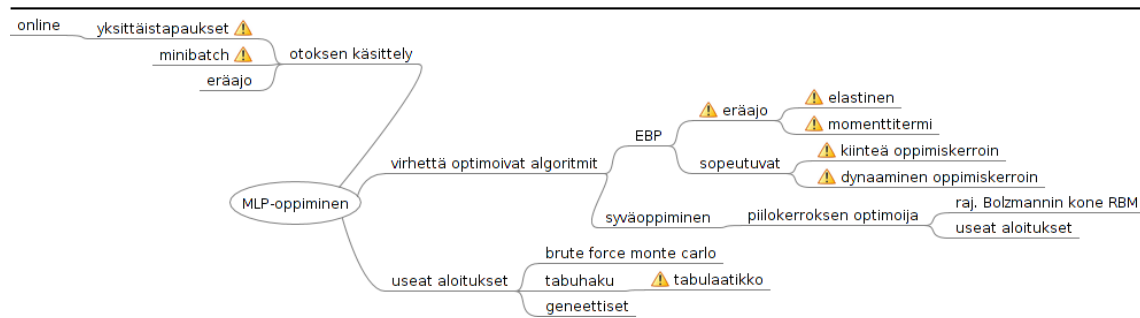 online
yksittäistapaukset
minibatch
otoksen käsittely
eräajo
elastinen
eräajo
momenttitermi
EBP
kiinteä oppimiskerroin
virhettä optimoivat algoritmit
sopeutuvat
dynaaminen oppimiskerroin
MLP-oppiminen
raj. Bolzmannin kone RBM
syväoppiminen
piilokerroksen optimoija
useat aloitukset
brute force monte carlo
useat aloitukset
tabuhaku
tabulaatikko
geneettiset